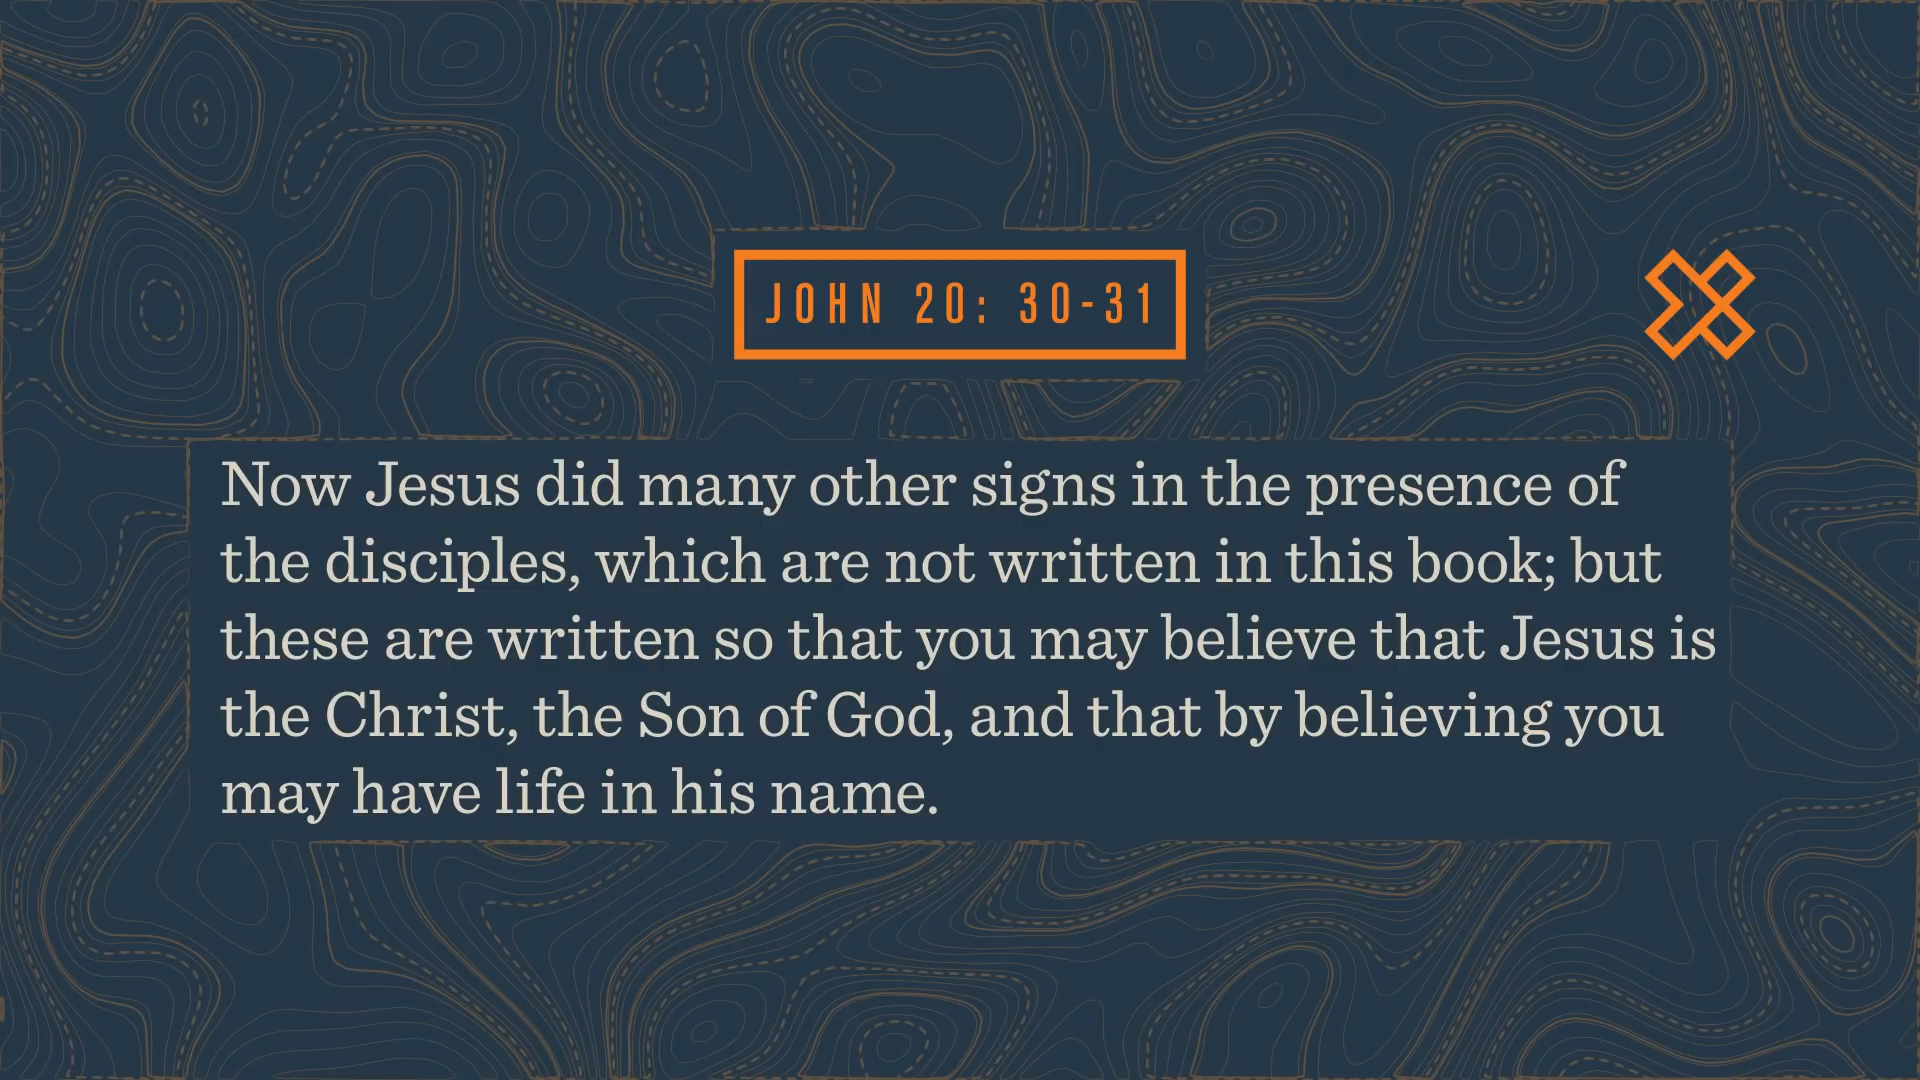 JOHN 20: 30-31
Now Jesus did many other signs in the presence of
the disciples, which are not written in this book; but
these are written so that you may believe that Jesus is
the Christ, the Son of God, and that by believing you
may have life in his name.